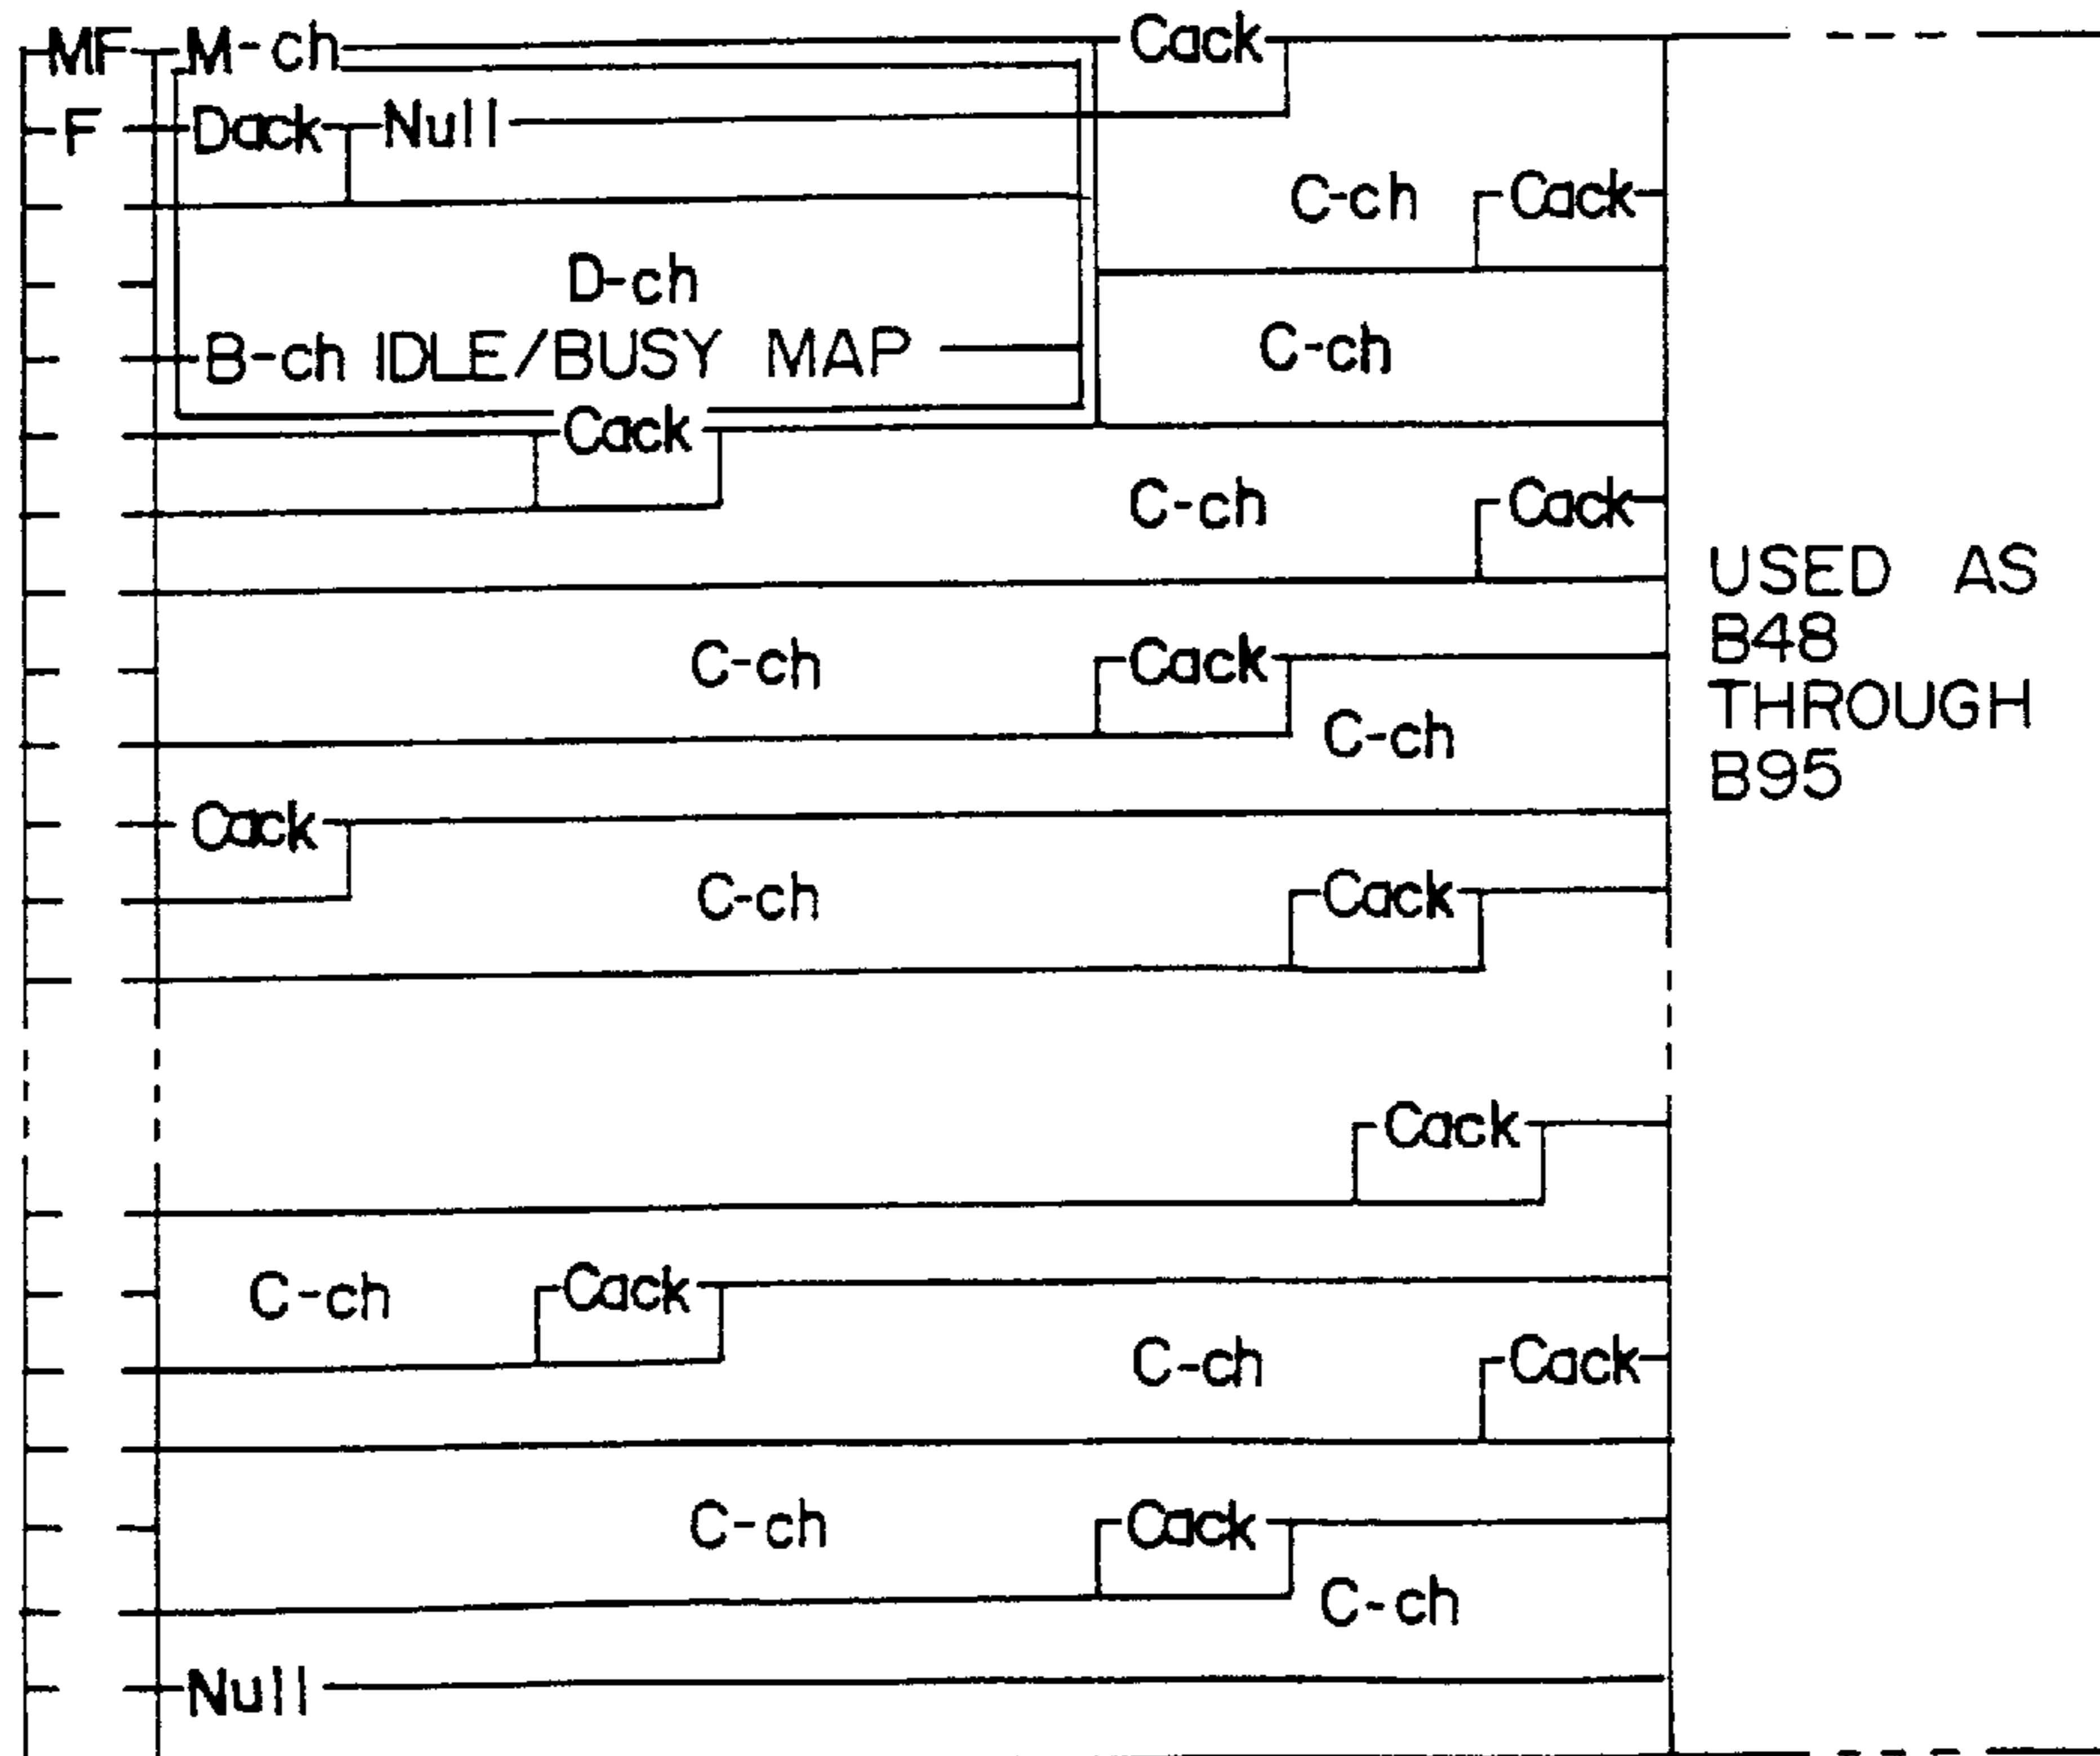 MF M-ch Cack
F Dack Null
C-ch Cack
D-ch
B-ch IDLE/BUSY MAP C-ch
Cack
C-ch Cack
USED AS
B48
THROUGH
B95
C-ch Cack
C-ch
Cack
C-ch Cack
Cack
C-ch Cack
C-ch Cack
C-ch Cack
C-ch
Null